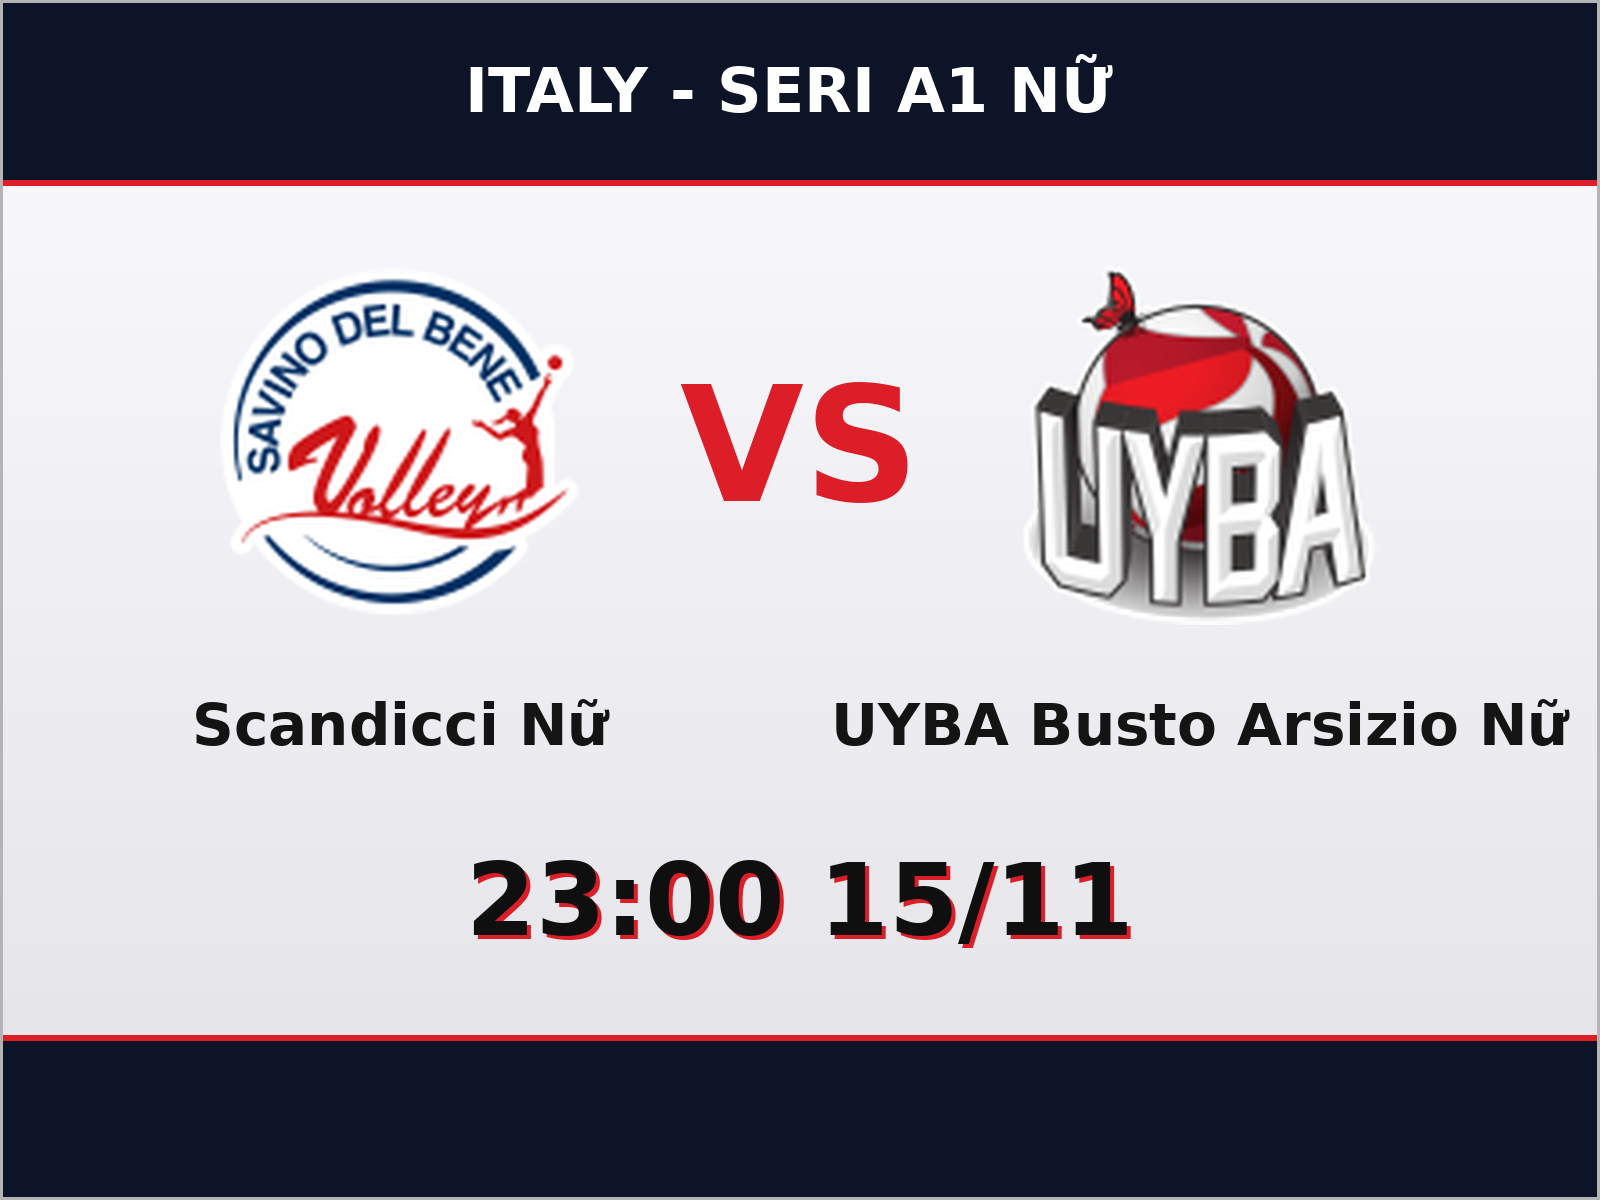 ITALY - SERI A1 NỮ
SAVINO DEL BENE
Volley
VS
UYBA
Scandicci Nữ
UYBA Busto Arsizio Nữ
23:00 15/11